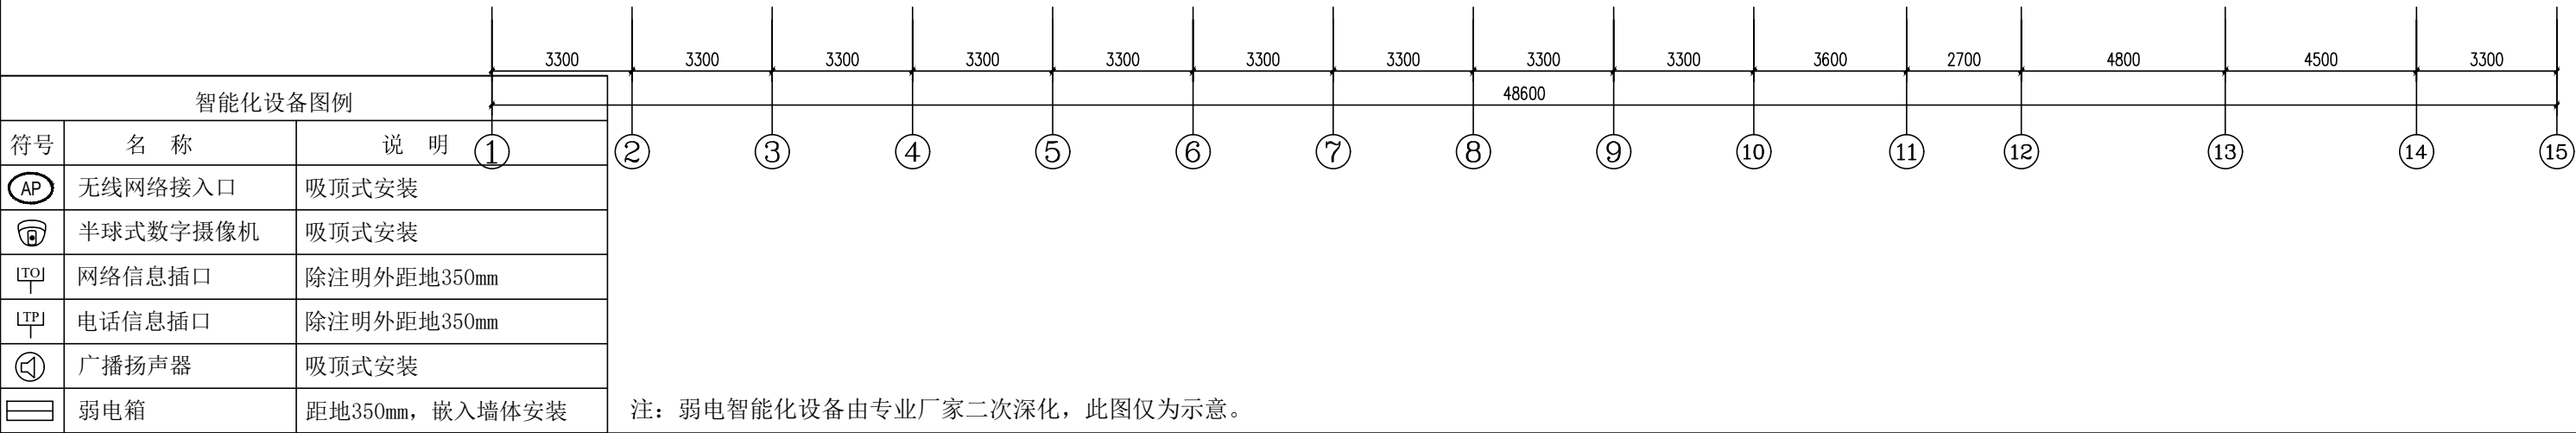 3300 3300 3300 3300 3300 3300 3300 3300 3300 3600 2700 4800 4500 3300
48600
1 2 3 4 5 6 7 8 9 10 11 12 13 14 15
智能化设备图例
符号 名 称 说 明
AP 无线网络接入口 吸顶式安装
半球式数字摄像机 吸顶式安装
TO 网络信息插口 除注明外距地350mm
TP 电话信息插口 除注明外距地350mm
广播扬声器 吸顶式安装
弱电箱 距地350mm，嵌入墙体安装
注：弱电智能化设备由专业厂家二次深化，此图仅为示意。